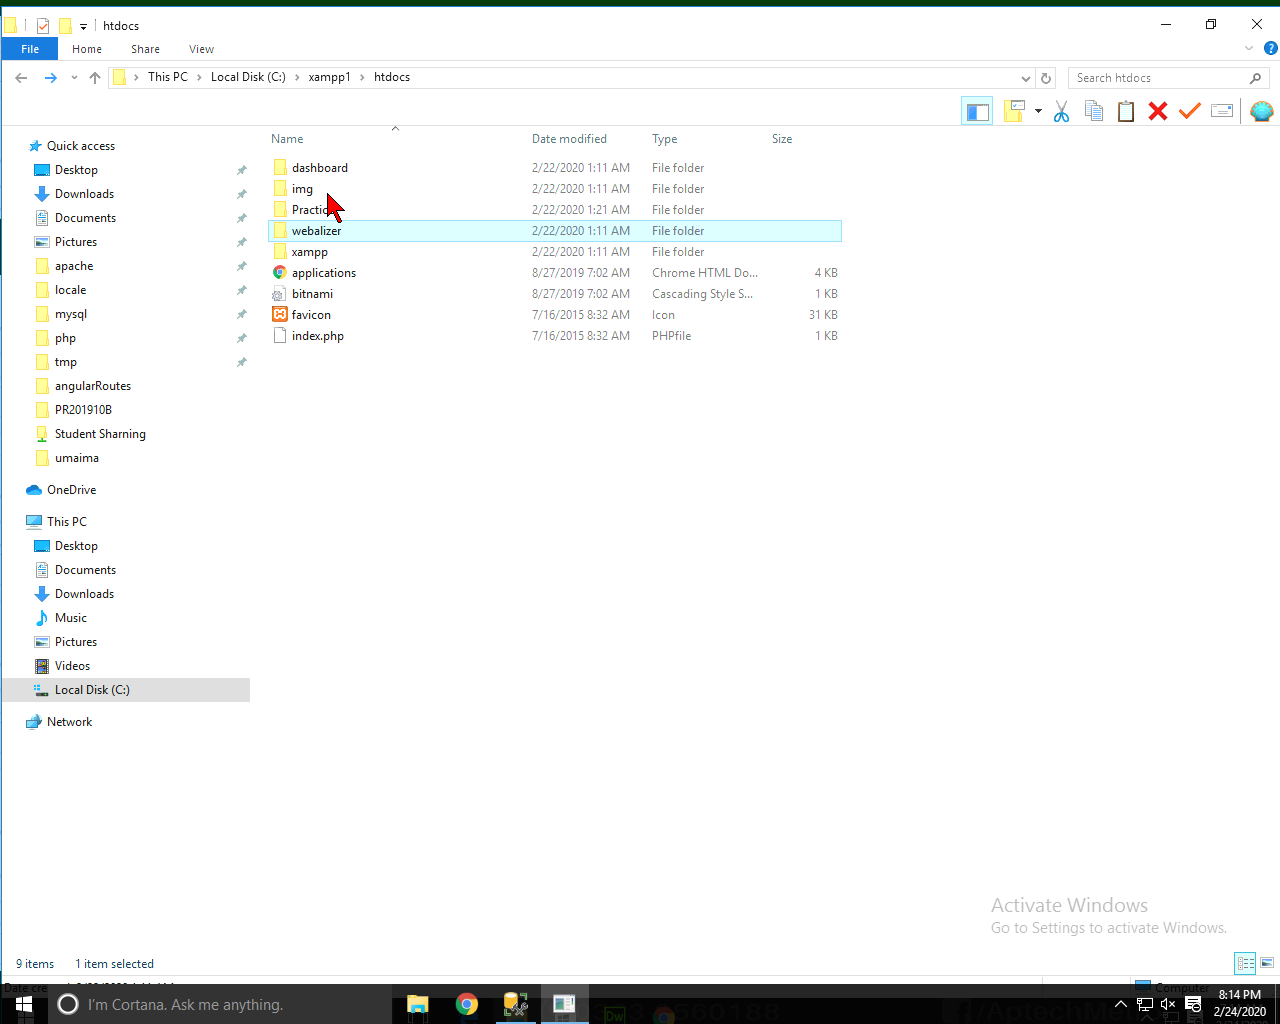 htdocs
File Home Share View
This PC Local Disk (C:) xampp1 htdocs
Search htdocs
Name Date modified Type Size
dashboard 2/22/2020 1:11 AM File folder
img 2/22/2020 1:11 AM File folder
2/22/2020 1:21 AM File folder
webalizer 2/22/2020 1:11 AM File folder
xampp 2/22/2020 1:11 AM File folder
applications 8/27/2019 7:02 AM Chrome HTML Do... 4 KB
bitnami 8/27/2019 7:02 AM Cascading Style S... 1 KB
favicon 7/16/2015 8:32 AM Icon 31 KB
index.php 7/16/2015 8:32 AM PHPfile 1 KB
Quick access
Desktop
Downloads
Documents
Pictures
apache
locale
mysql
php
tmp
angularRoutes
PR201910B
Student Sharning
umaima
OneDrive
This PC
Desktop
Documents
Downloads
Music
Pictures
Videos
Local Disk (C:)
Network
Activate Windows
Go to Settings to activate Windows.
9 items 1 item selected
Computer
I'm Cortana. Ask me anything.
8:14 PM
2/24/2020